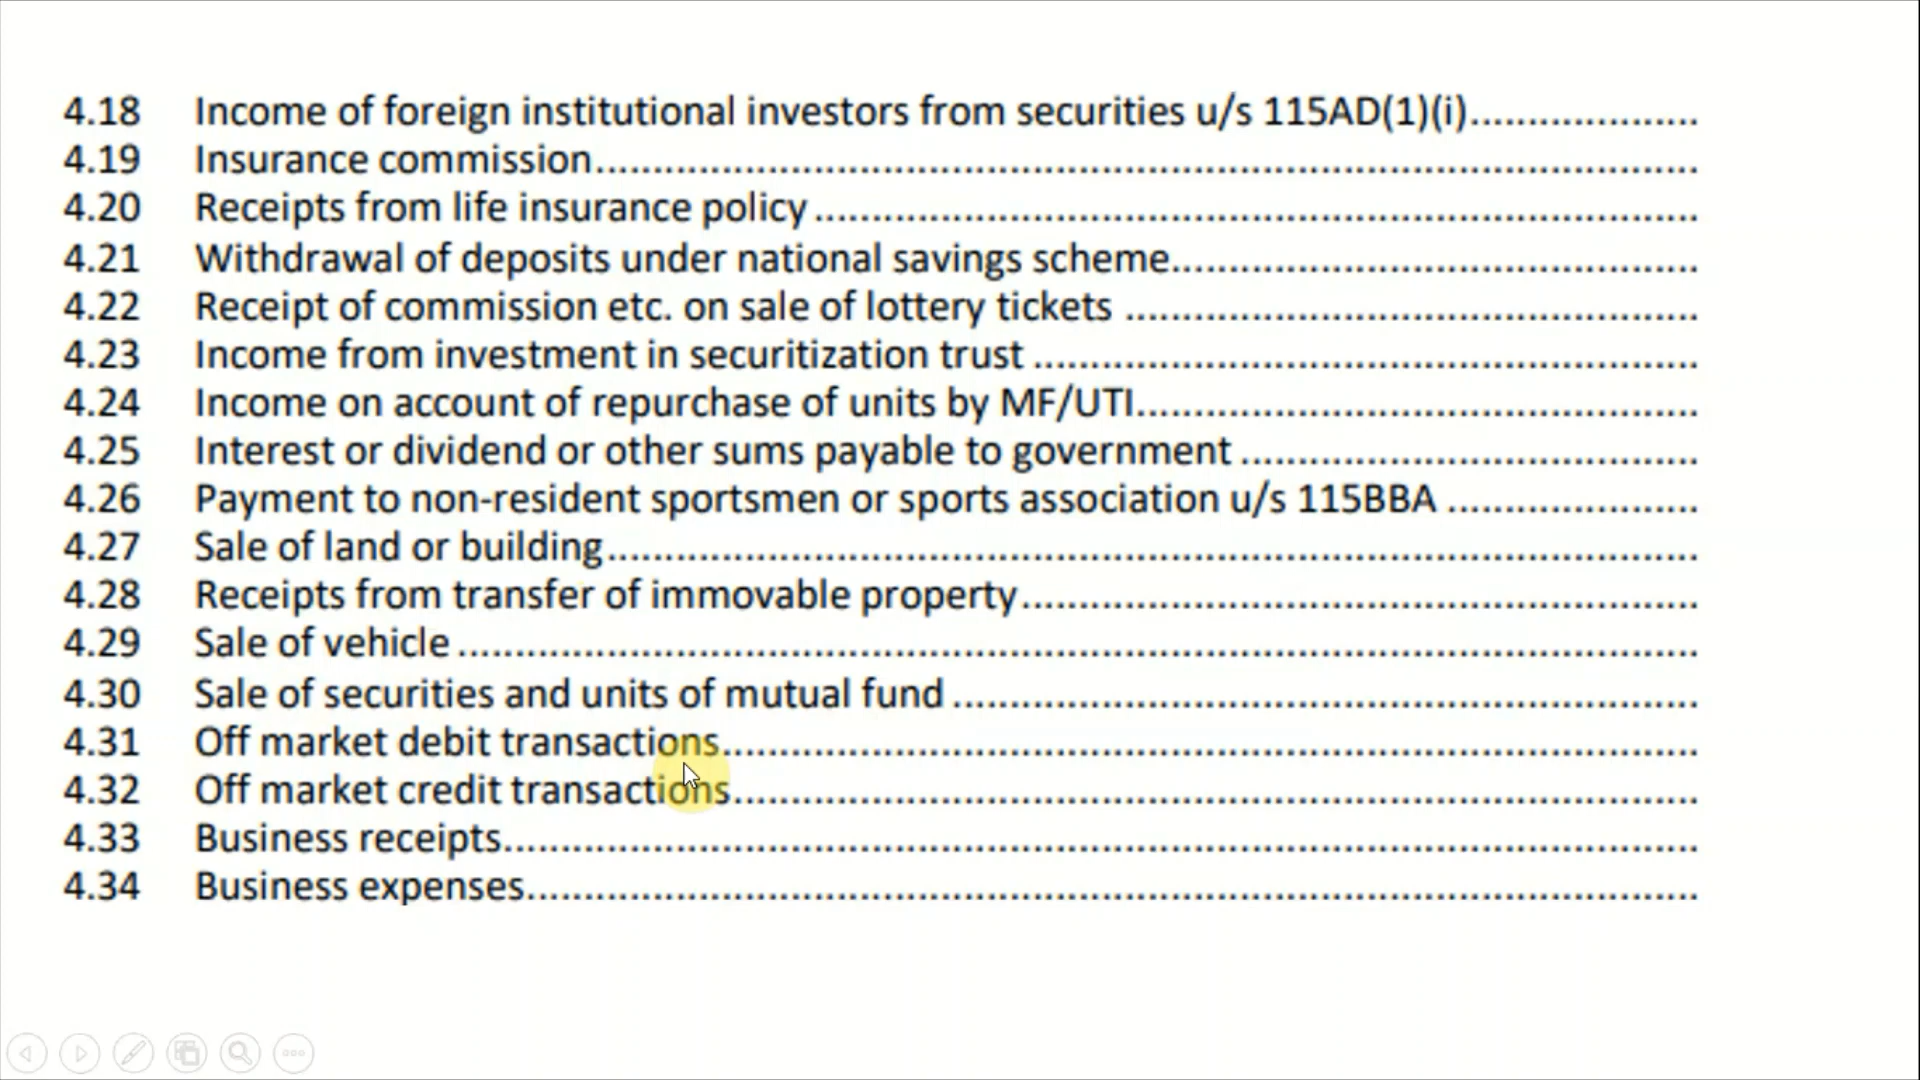 4.18 Income of foreign institutional investors from securities u/s 115AD(1)(i)....................
4.19 Insurance commission....................
4.20 Receipts from life insurance policy ....................
4.21 Withdrawal of deposits under national savings scheme....................
4.22 Receipt of commission etc. on sale of lottery tickets ....................
4.23 Income from investment in securitization trust ....................
4.24 Income on account of repurchase of units by MF/UTI....................
4.25 Interest or dividend or other sums payable to government ....................
4.26 Payment to non-resident sportsmen or sports association u/s 115BBA ....................
4.27 Sale of land or building....................
4.28 Receipts from transfer of immovable property....................
4.29 Sale of vehicle ....................
4.30 Sale of securities and units of mutual fund ....................
4.31 Off market debit transactions....................
4.32 Off market credit transactions....................
4.33 Business receipts....................
4.34 Business expenses....................